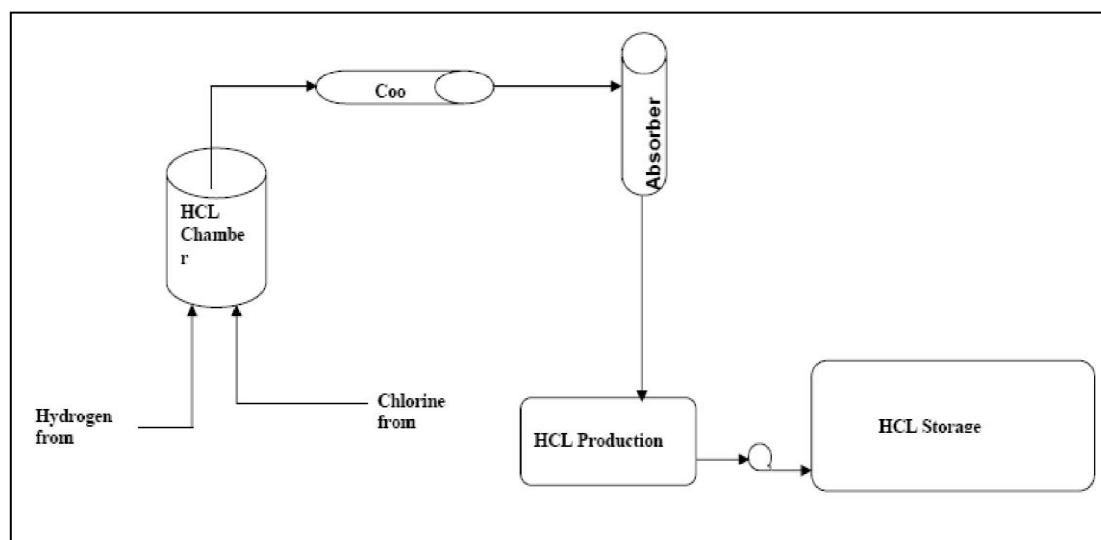 Coo
Absorber
HCL
Chambe
r
Hydrogen
from
Chlorine
from
HCL Production
HCL Storage